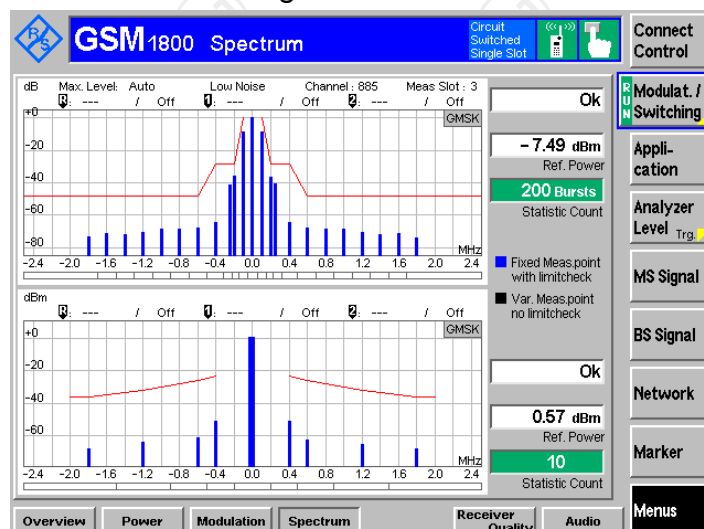 R/S
GSM 1800 Spectrum
Circuit
Switched
Single Slot
Connect
Control
dB Max. Level: Auto Low Noise Channel : 885 Meas Slot : 3
R: --- / Off 1: --- / Off 2: --- / Off
GMSK
+0
-20
-40
-60
-80
MHz
-2.4 -2.0 -1.6 -1.2 -0.8 -0.4 0.0 0.4 0.8 1.2 1.6 2.0 2.4
Ok
- 7.49 dBm
Ref. Power
200 Bursts
Statistic Count
Fixed Meas.point
with limitcheck
Var. Meas.point
no limitcheck
dBm
R: --- / Off 1: --- / Off 2: --- / Off
GMSK
+0
-20
-40
-60
MHz
-2.4 -2.0 -1.6 -1.2 -0.8 -0.4 0.0 0.4 0.8 1.2 1.6 2.0 2.4
Ok
0.57 dBm
Ref. Power
10
Statistic Count
RUN
Modulat. /
Switching
Appli-
cation
Analyzer
Level Trg.
MS Signal
BS Signal
Network
Marker
Menus
Overview Power Modulation Spectrum Receiver
Quality Audio